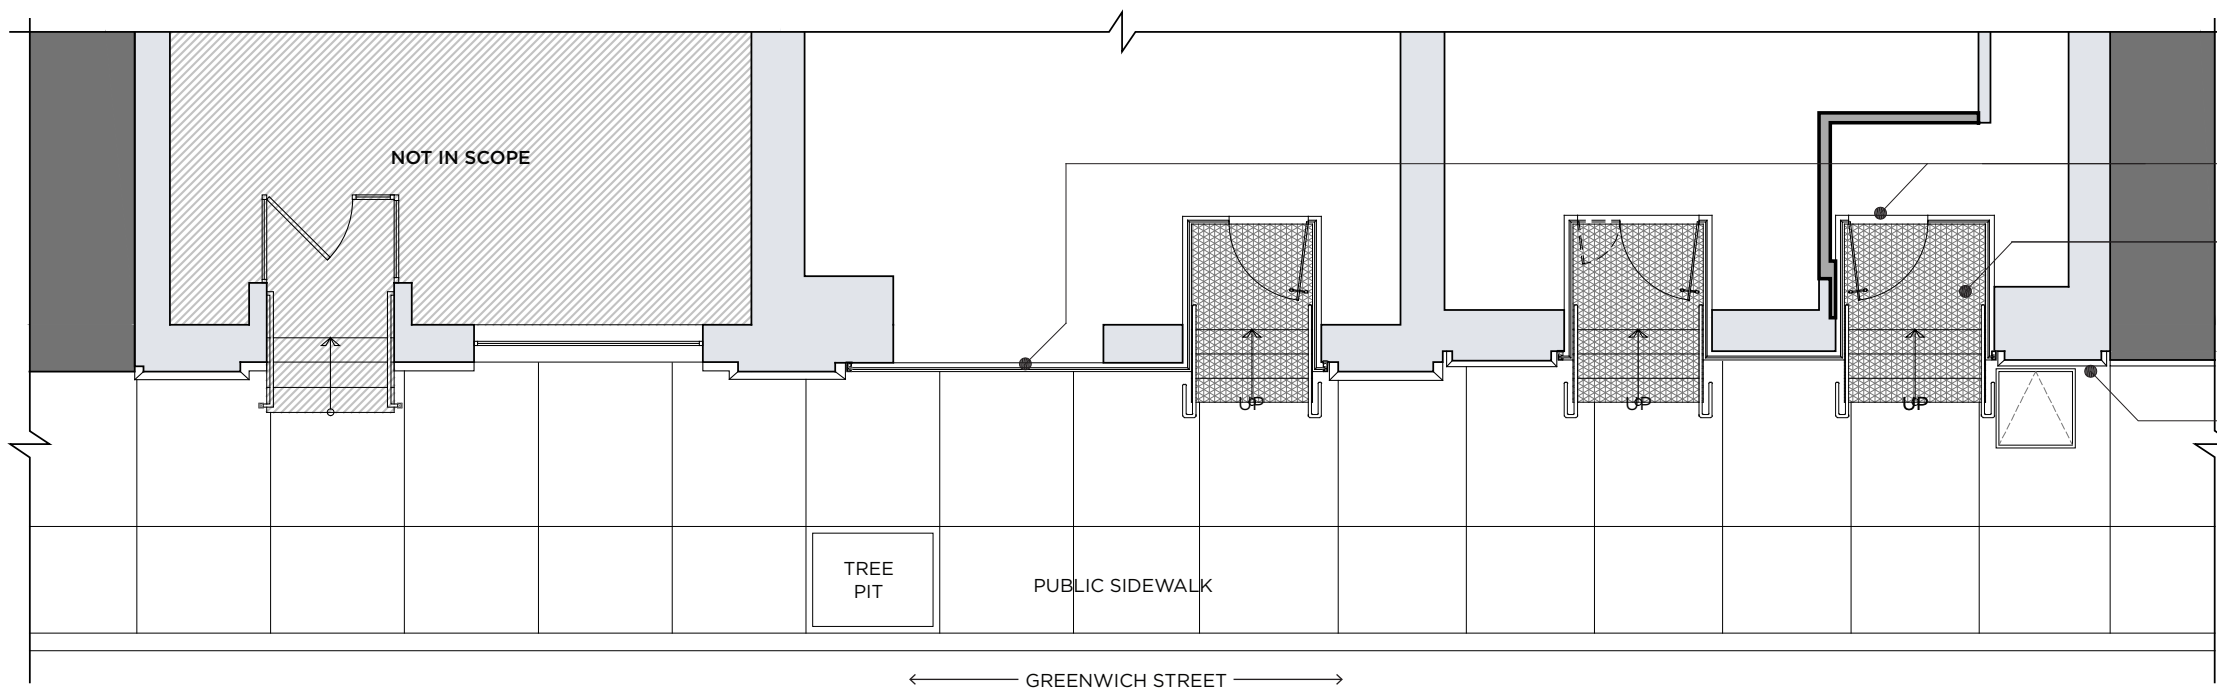 NOT IN SCOPE
UP
UP
UP
TREE
PIT
PUBLIC SIDEWALK
GREENWICH STREET